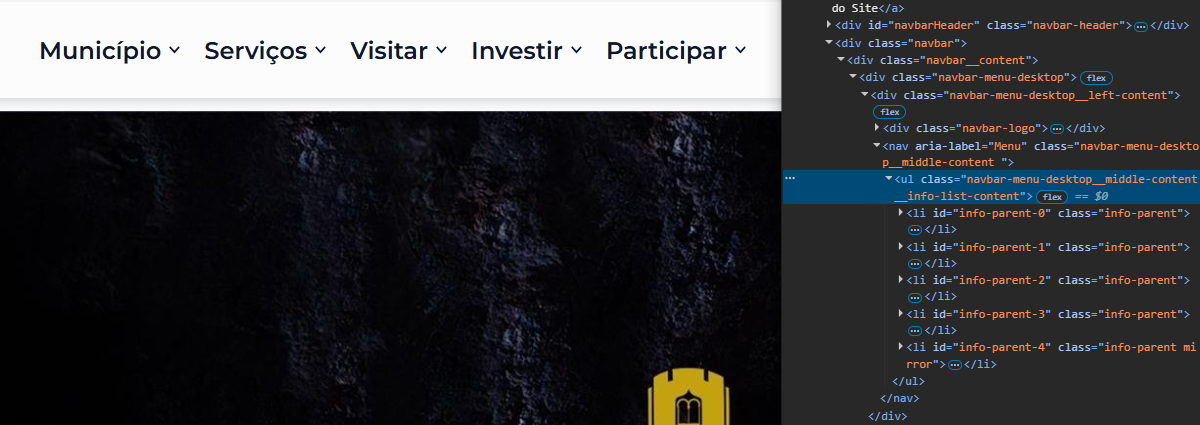 Município Serviços Visitar Investir Participar
do Site</a>
<div id="navbarHeader" class="navbar-header">…</div>
<div class="navbar">
<div class="navbar__content">
<div class="navbar-menu-desktop"> flex
<div class="navbar-menu-desktop__left-content">
flex
<div class="navbar-logo">…</div>
<nav aria-label="Menu" class="navbar-menu-deskto
p__middle-content ">
… <ul class="navbar-menu-desktop__middle-content
__info-list-content"> flex == $0
<li id="info-parent-0" class="info-parent">
…</li>
<li id="info-parent-1" class="info-parent">
…</li>
<li id="info-parent-2" class="info-parent">
…</li>
<li id="info-parent-3" class="info-parent">
…</li>
<li id="info-parent-4" class="info-parent mi
rror">…</li>
</ul>
</nav>
</div>